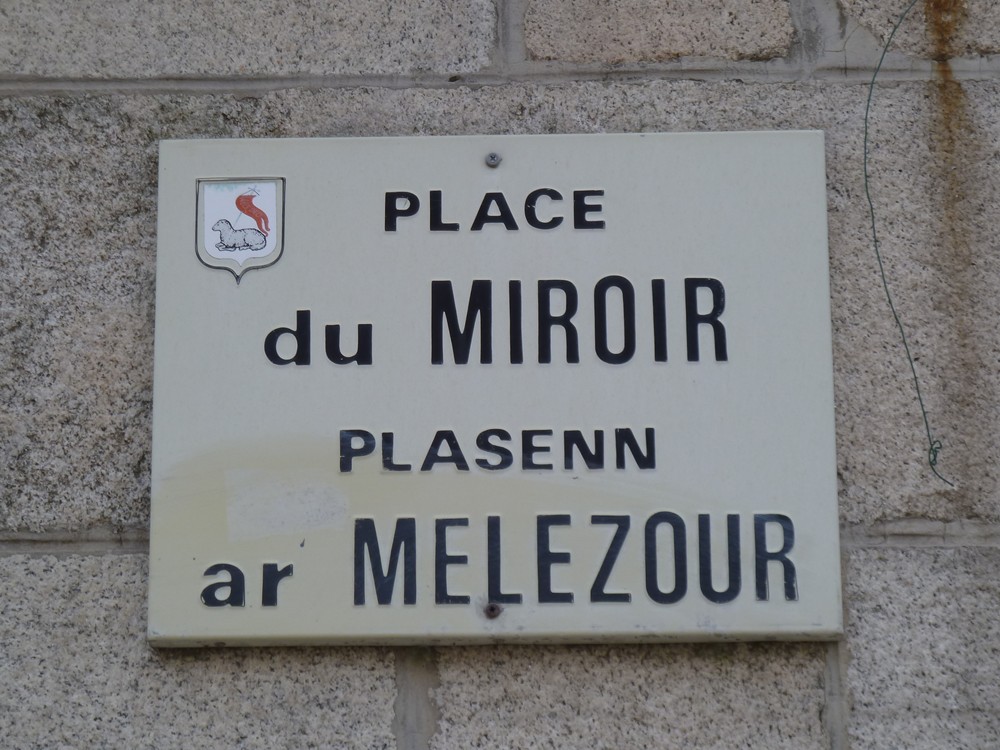 PLACE
du MIROIR
PLASENN
ar MELEZOUR